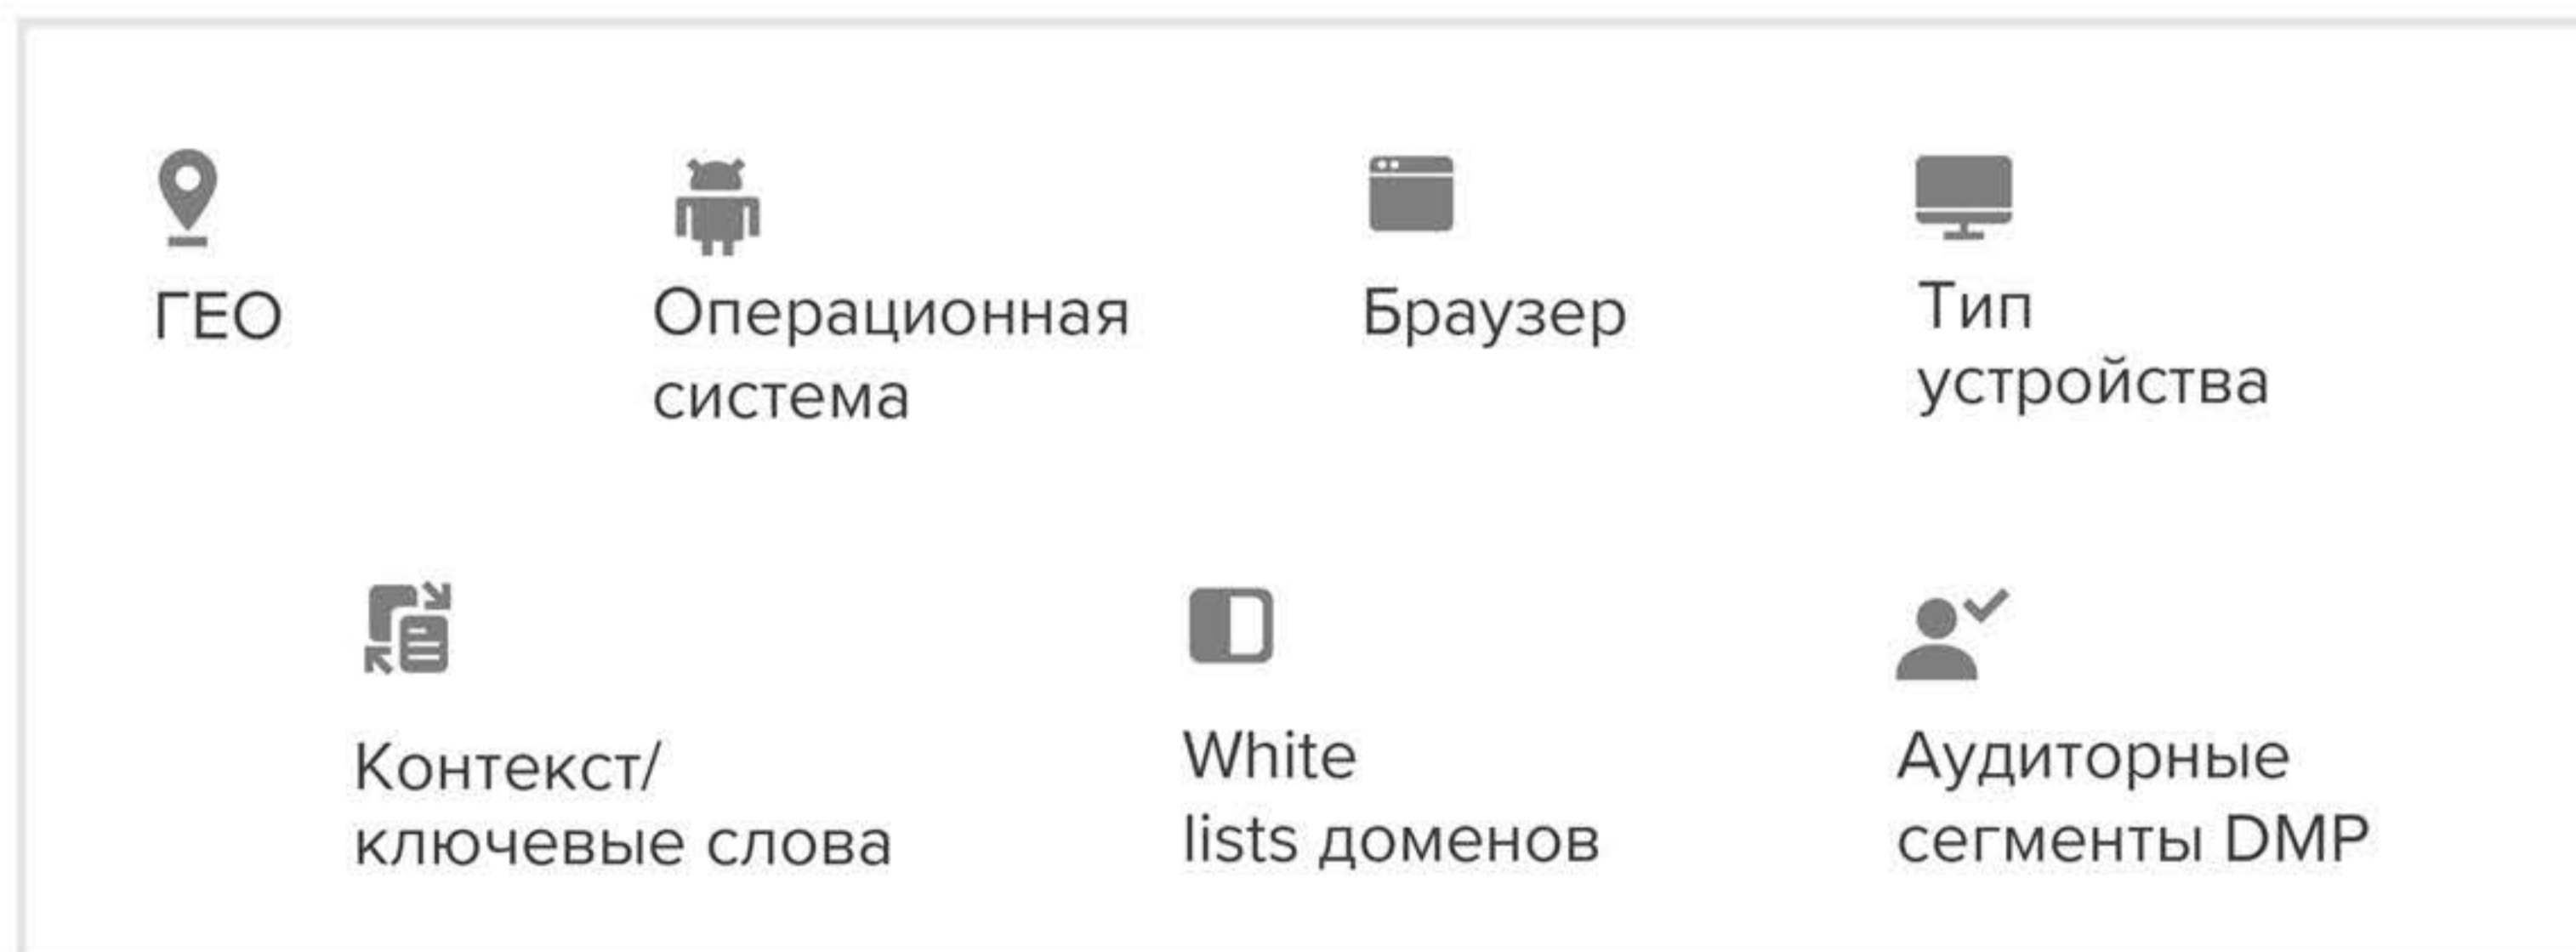 ГЕО
Операционная
система
Браузер
Тип
устройства
Контекст/
ключевые слова
White
lists доменов
Аудиторные
сегменты DMP